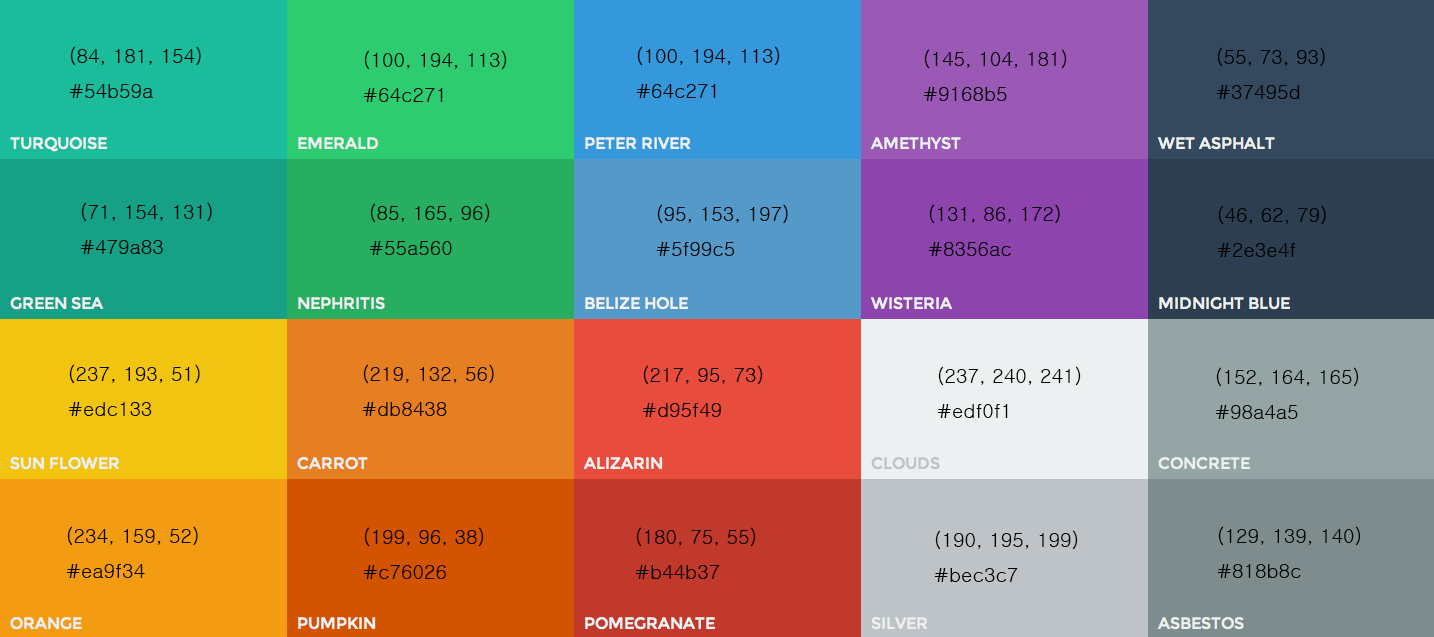 (84, 181, 154)
#54b59a
TURQUOISE
(100, 194, 113)
#64c271
EMERALD
(100, 194, 113)
#64c271
PETER RIVER
(145, 104, 181)
#9168b5
AMETHYST
(55, 73, 93)
#37495d
WET ASPHALT
(71, 154, 131)
#479a83
GREEN SEA
(85, 165, 96)
#55a560
NEPHRITIS
(95, 153, 197)
#5f99c5
BELIZE HOLE
(131, 86, 172)
#8356ac
WISTERIA
(46, 62, 79)
#2e3e4f
MIDNIGHT BLUE
(237, 193, 51)
#edc133
SUN FLOWER
(219, 132, 56)
#db8438
CARROT
(217, 95, 73)
#d95f49
ALIZARIN
(237, 240, 241)
#edf0f1
CLOUDS
(152, 164, 165)
#98a4a5
CONCRETE
(234, 159, 52)
#ea9f34
ORANGE
(199, 96, 38)
#c76026
PUMPKIN
(180, 75, 55)
#b44b37
POMEGRANATE
(190, 195, 199)
#bec3c7
SILVER
(129, 139, 140)
#818b8c
ASBESTOS